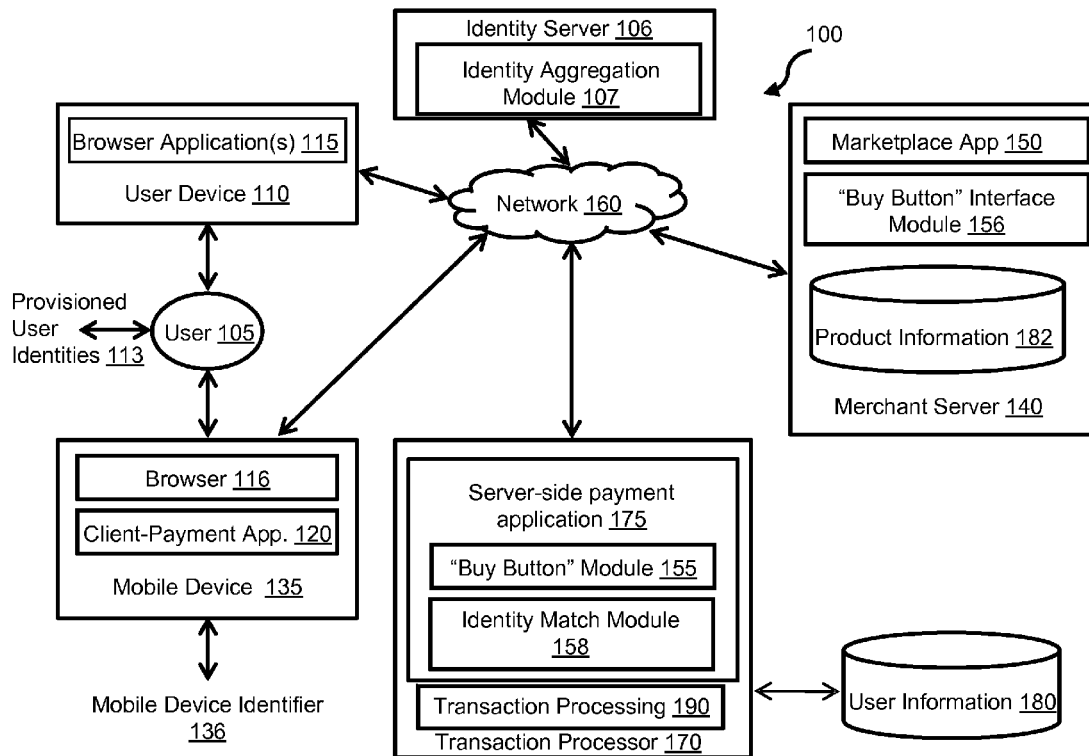 Identity Server 106
Identity Aggregation
Module 107
100
Browser Application(s) 115
User Device 110
Network 160
Marketplace App 150
“Buy Button” Interface
Module 156
Product Information 182
Merchant Server 140
Provisioned
User
Identities 113
User 105
Browser 116
Client-Payment App. 120
Mobile Device 135
Mobile Device Identifier
136
Server-side payment
application 175
“Buy Button” Module 155
Identity Match Module
158
Transaction Processing 190
Transaction Processor 170
User Information 180